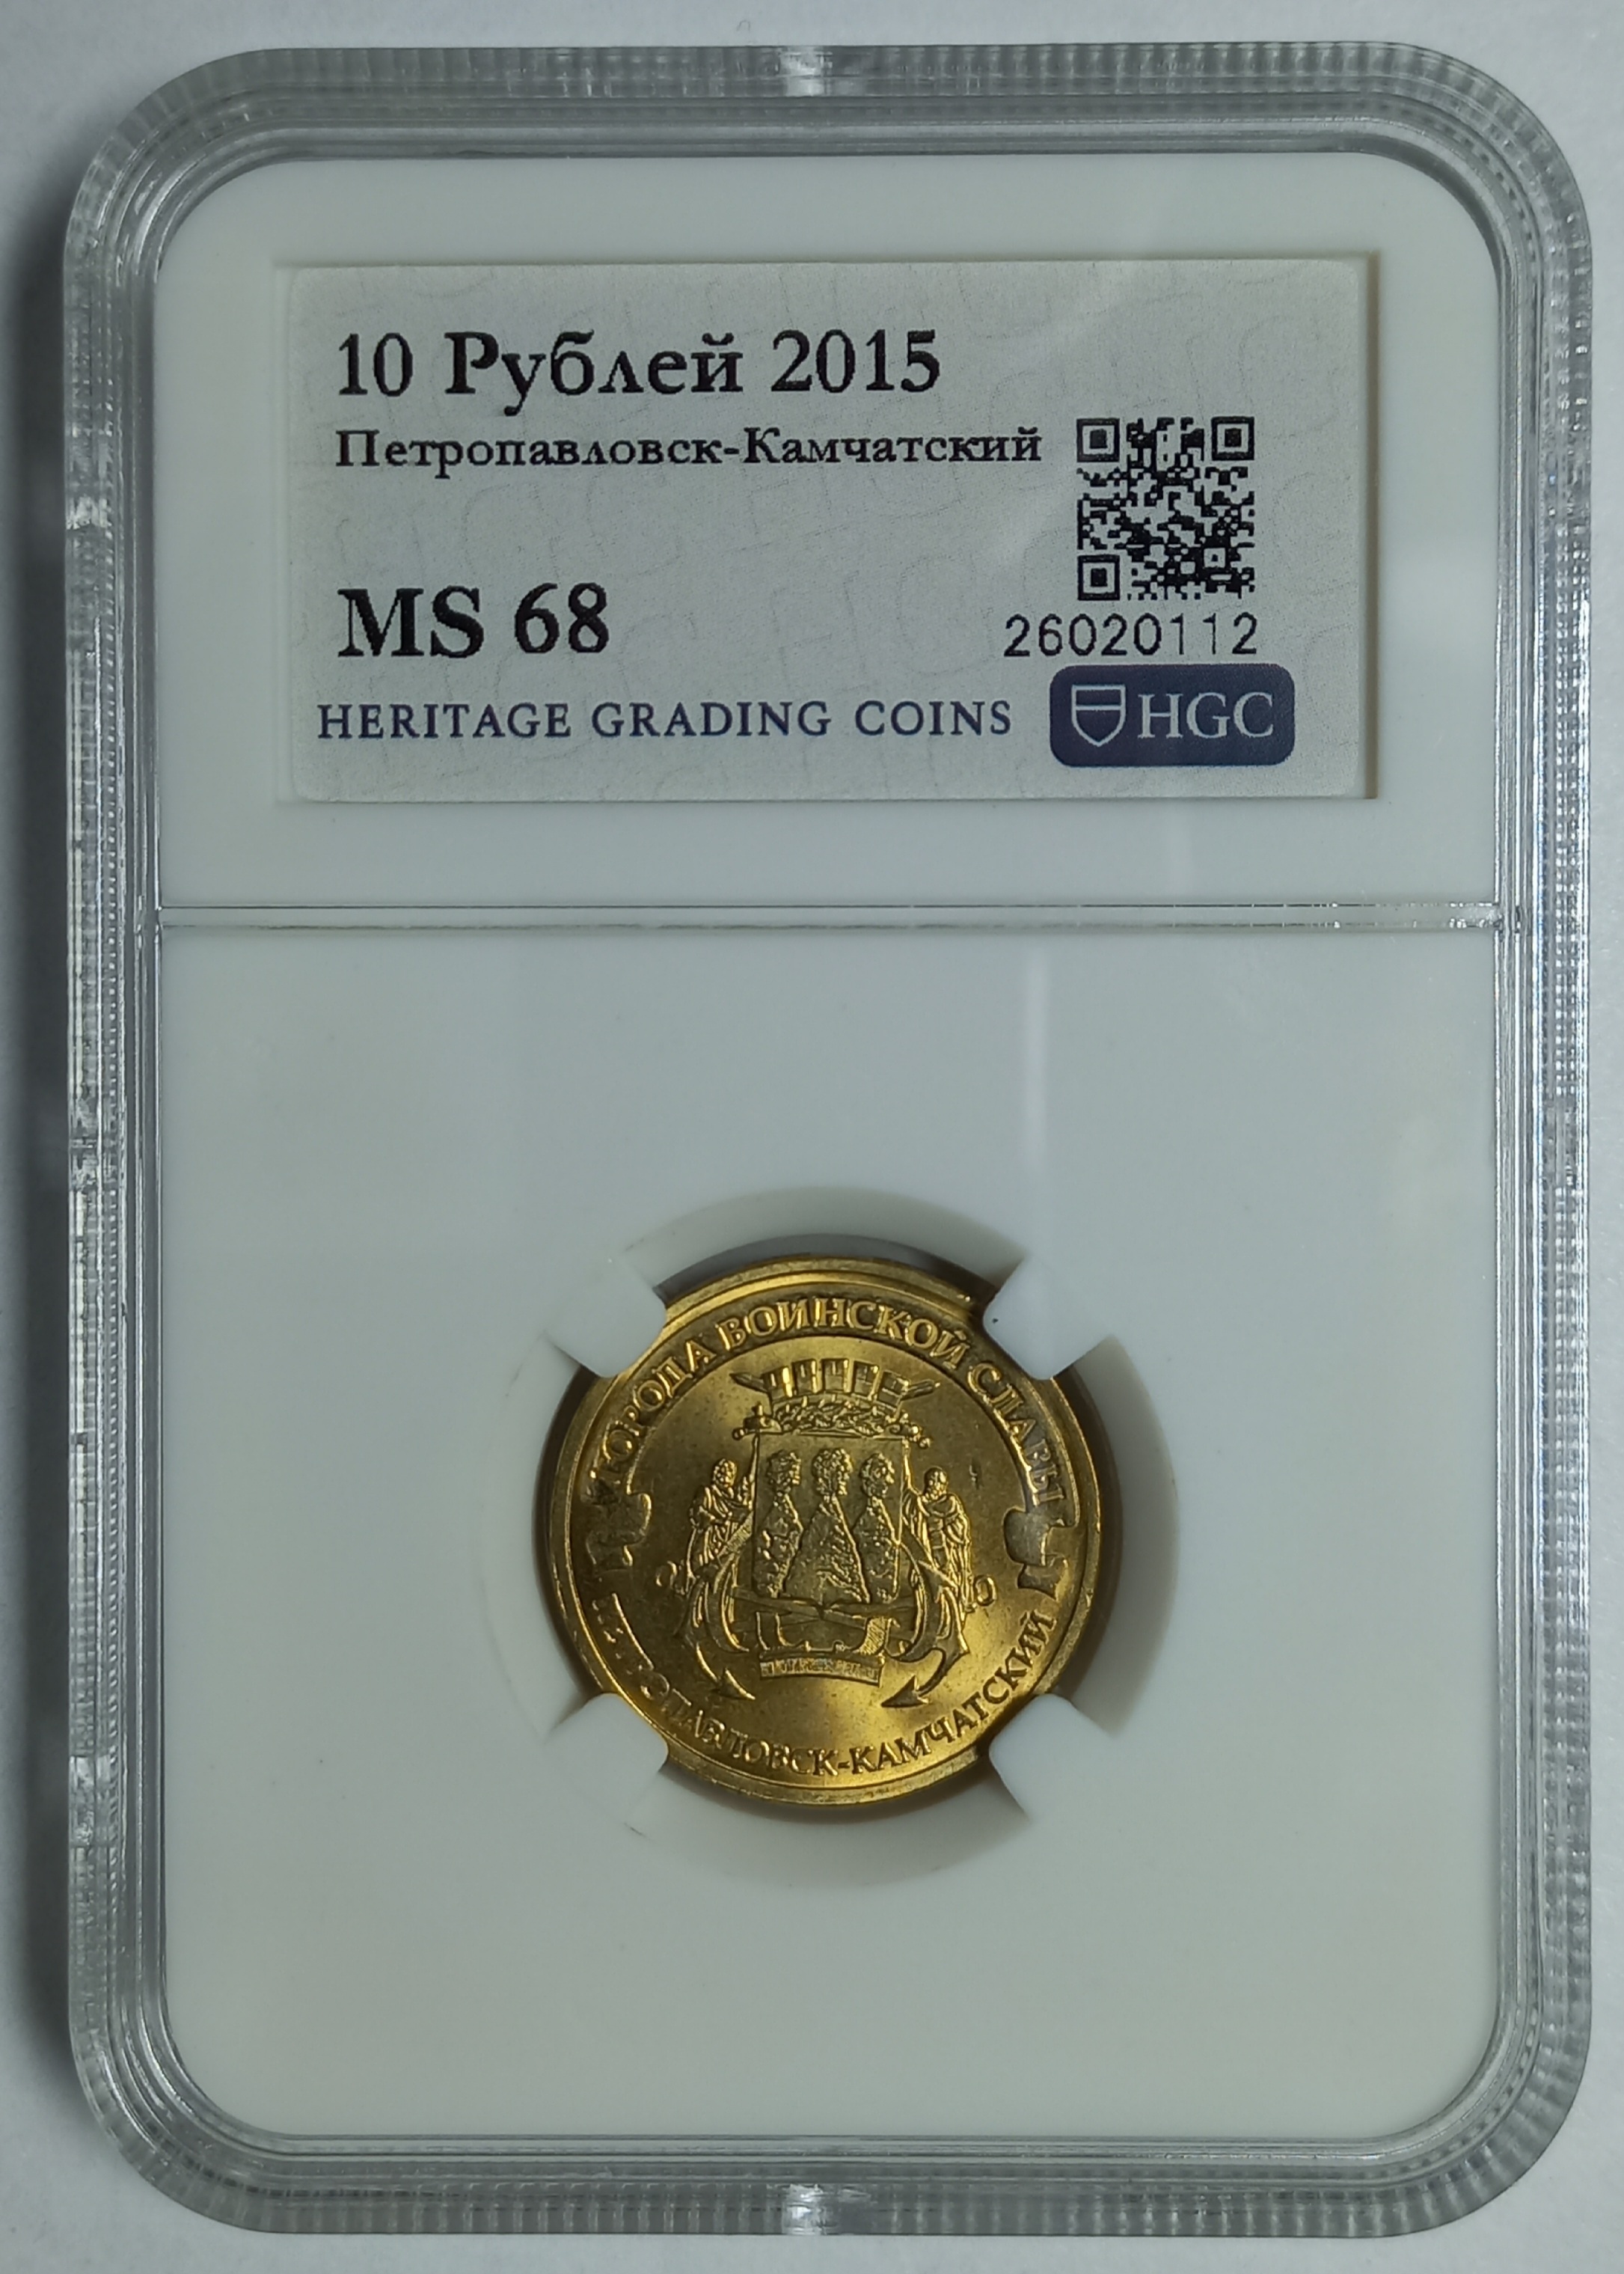 10 Рублей 2015
Петропавловск-Камчатский
MS 68
26020112
HERITAGE GRADING COINS
HGC
ГОРОДА ВОИНСКОЙ СЛАВЫ
ПЕТРОПАВЛОВСК-КАМЧАТСКИЙ